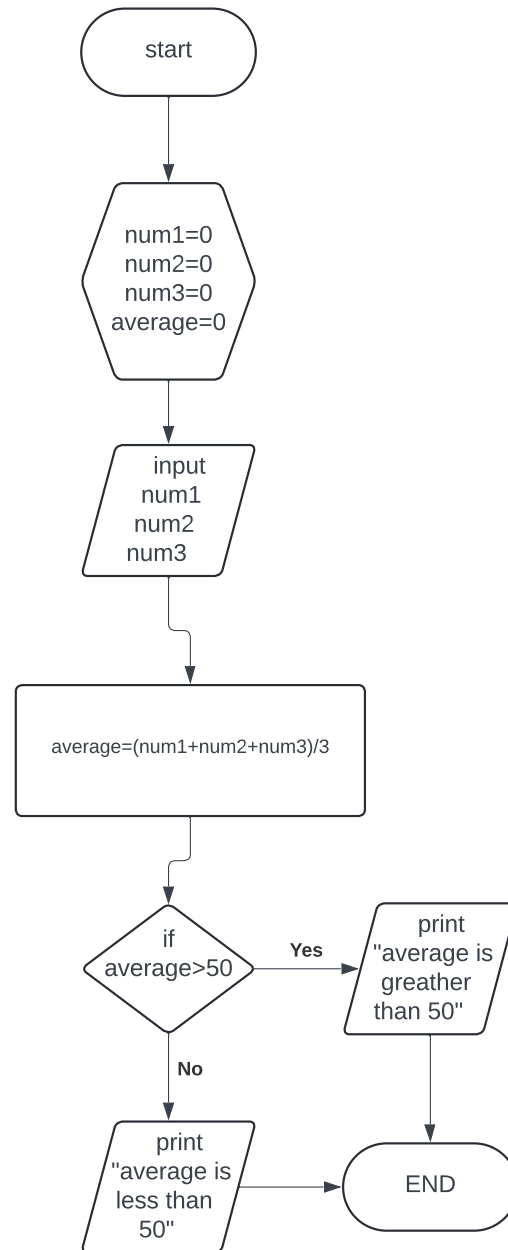 start
num1=0
num2=0
num3=0
average=0
input
num1
num2
num3
average=(num1+num2+num3)/3
if
average>50
Yes
print
"average is
greather
than 50"
No
print
"average is
less than
50"
END